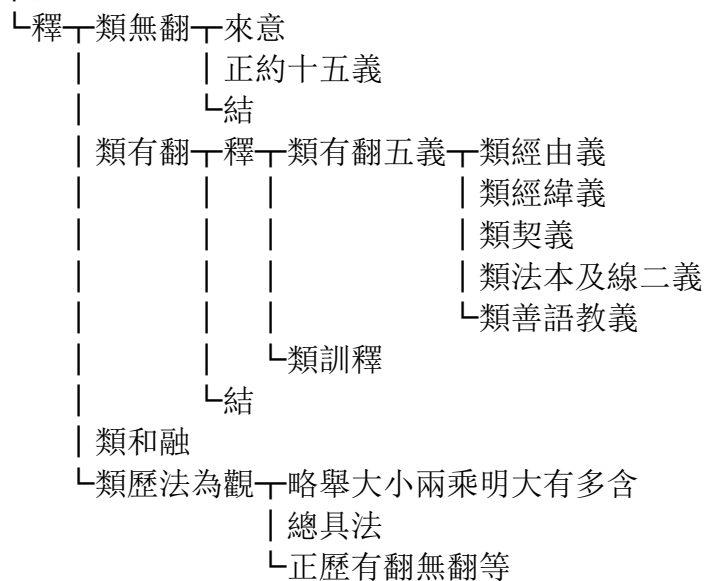 └釋┬類無翻┬來意
｜｜正約十五義
｜└結
｜類有翻┬釋┬類有翻五義┬類經由義
｜｜｜｜類經緯義
｜｜｜｜類契義
｜｜｜｜類法本及線二義
｜｜｜└類善語教義
｜｜└類訓釋
｜└結
｜類和融
└類歷法為觀┬略舉大小兩乘明大有多含
｜總具法
└正歷有翻無翻等